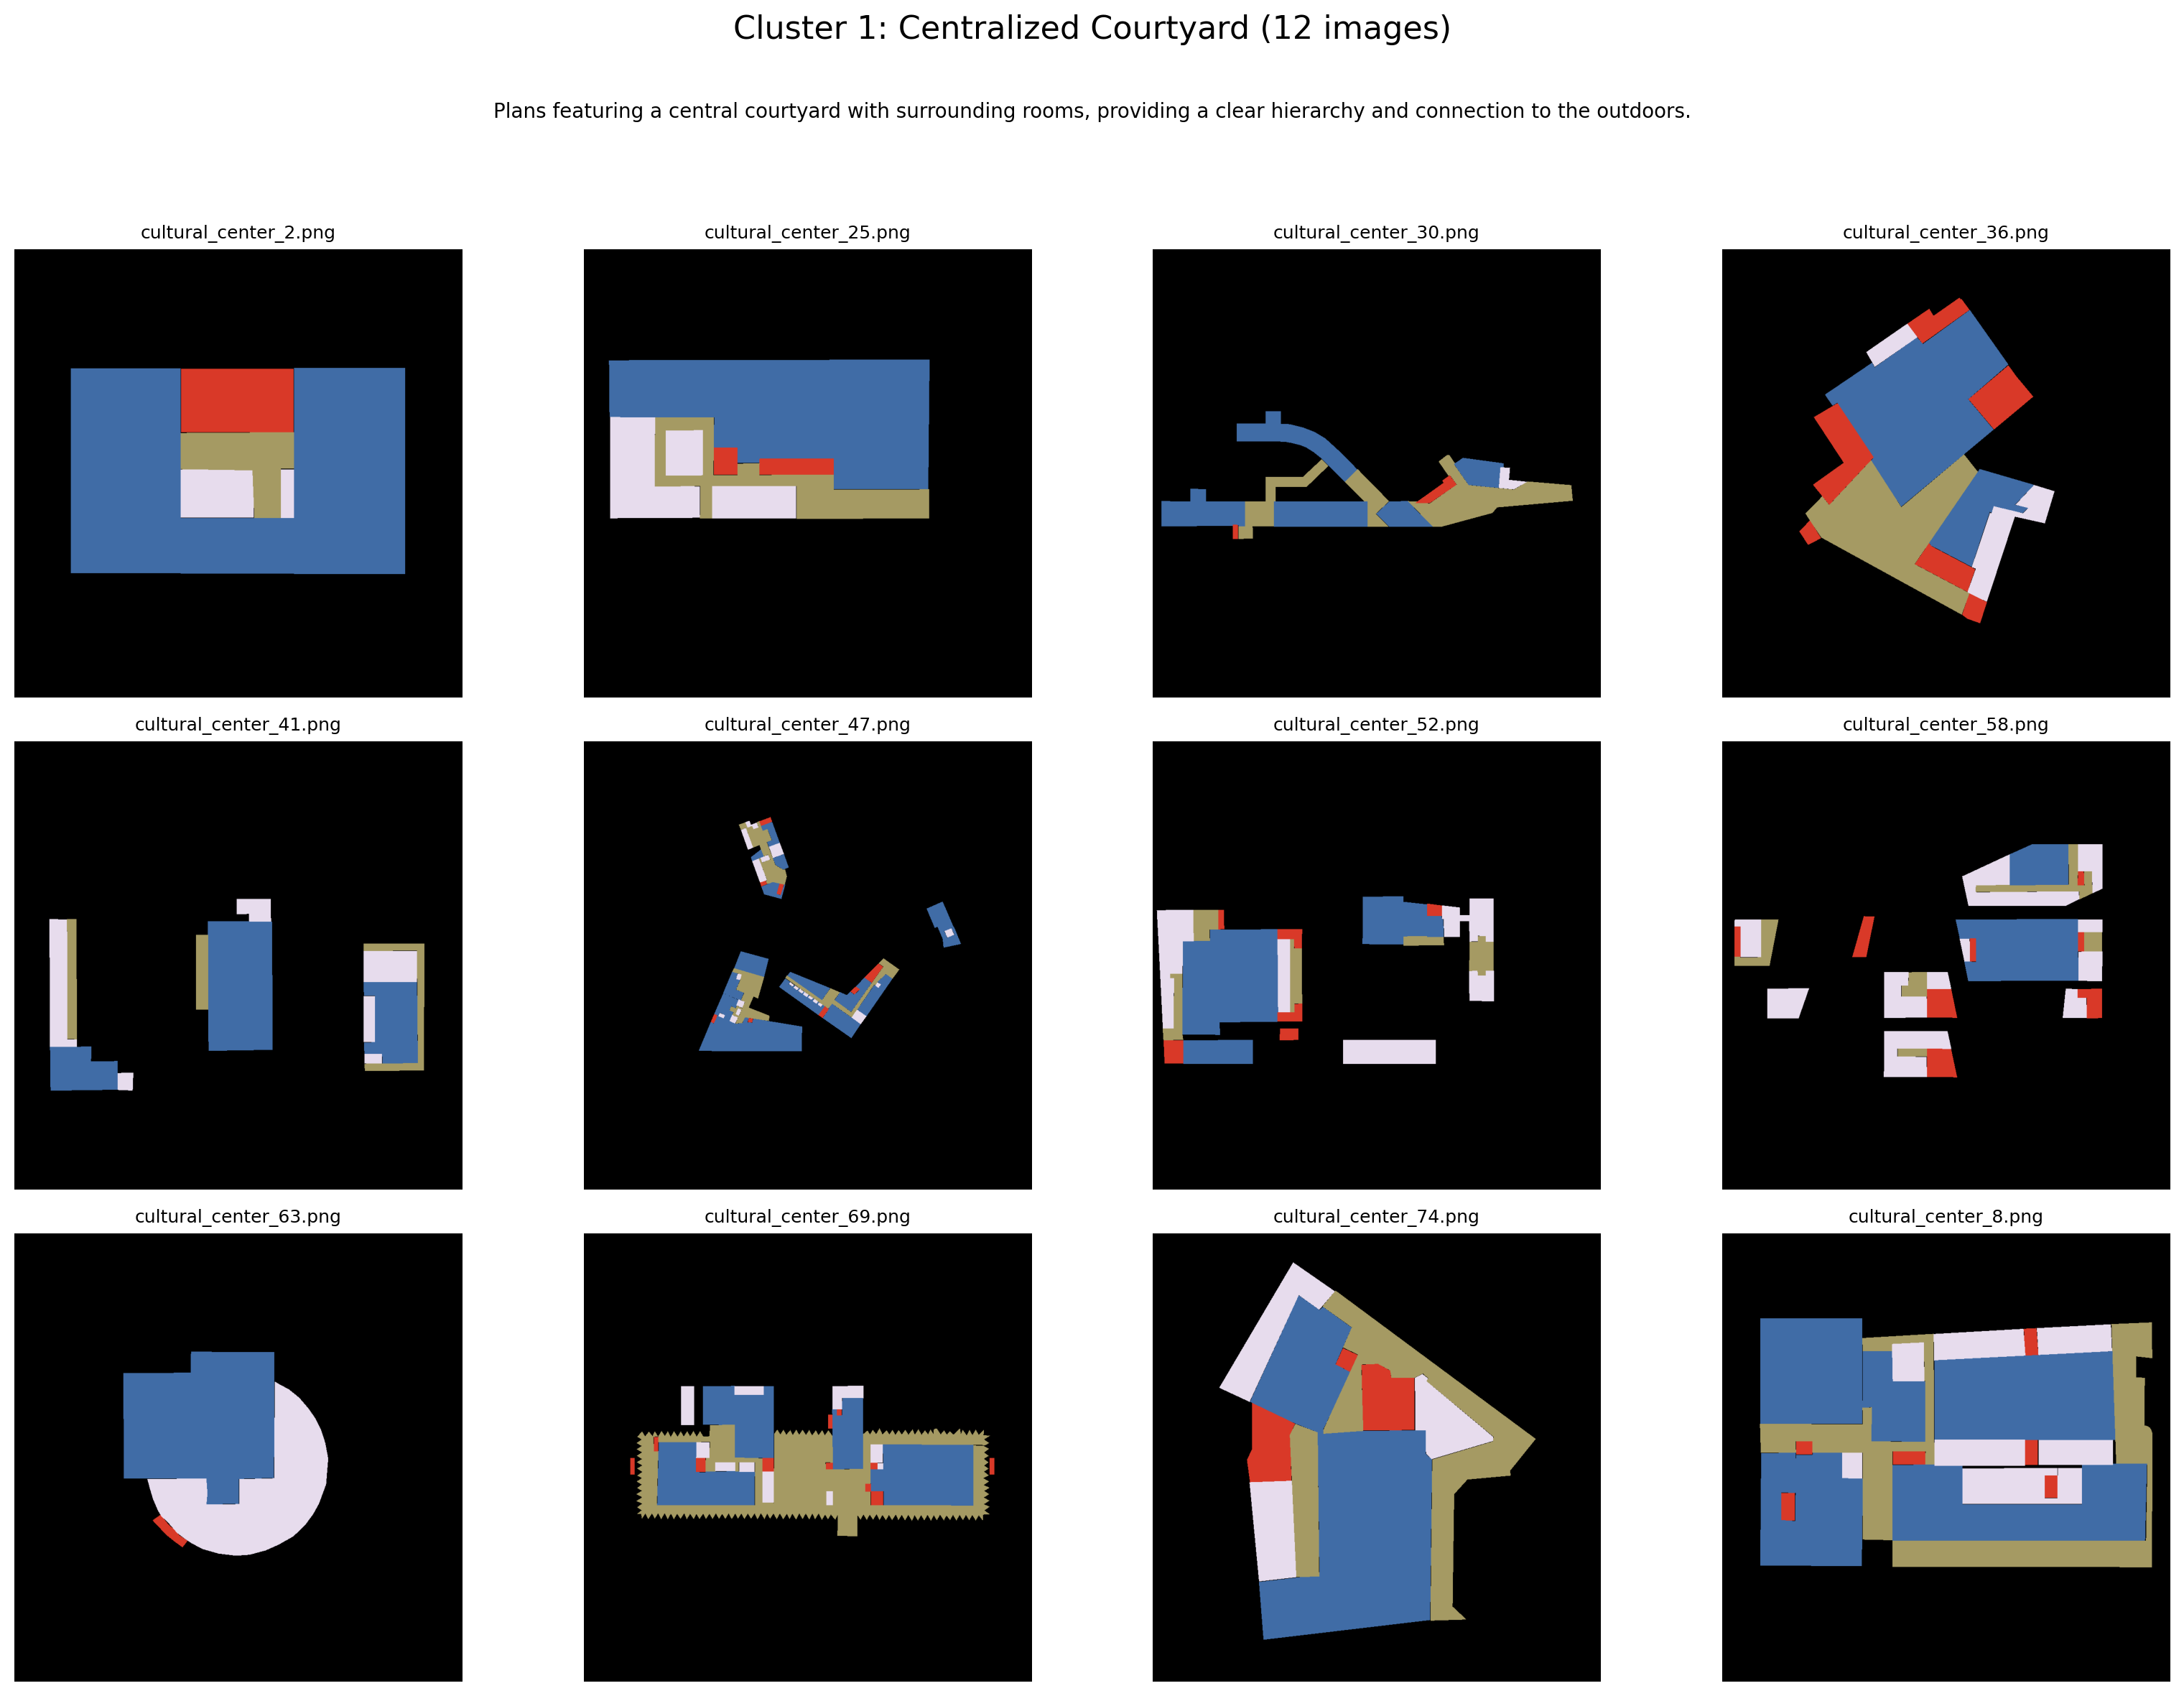 Cluster 1: Centralized Courtyard (12 images)
Plans featuring a central courtyard with surrounding rooms, providing a clear hierarchy and connection to the outdoors.
cultural_center_2.png
cultural_center_25.png
cultural_center_30.png
cultural_center_36.png
cultural_center_41.png
cultural_center_47.png
cultural_center_52.png
cultural_center_58.png
cultural_center_63.png
cultural_center_69.png
cultural_center_74.png
cultural_center_8.png